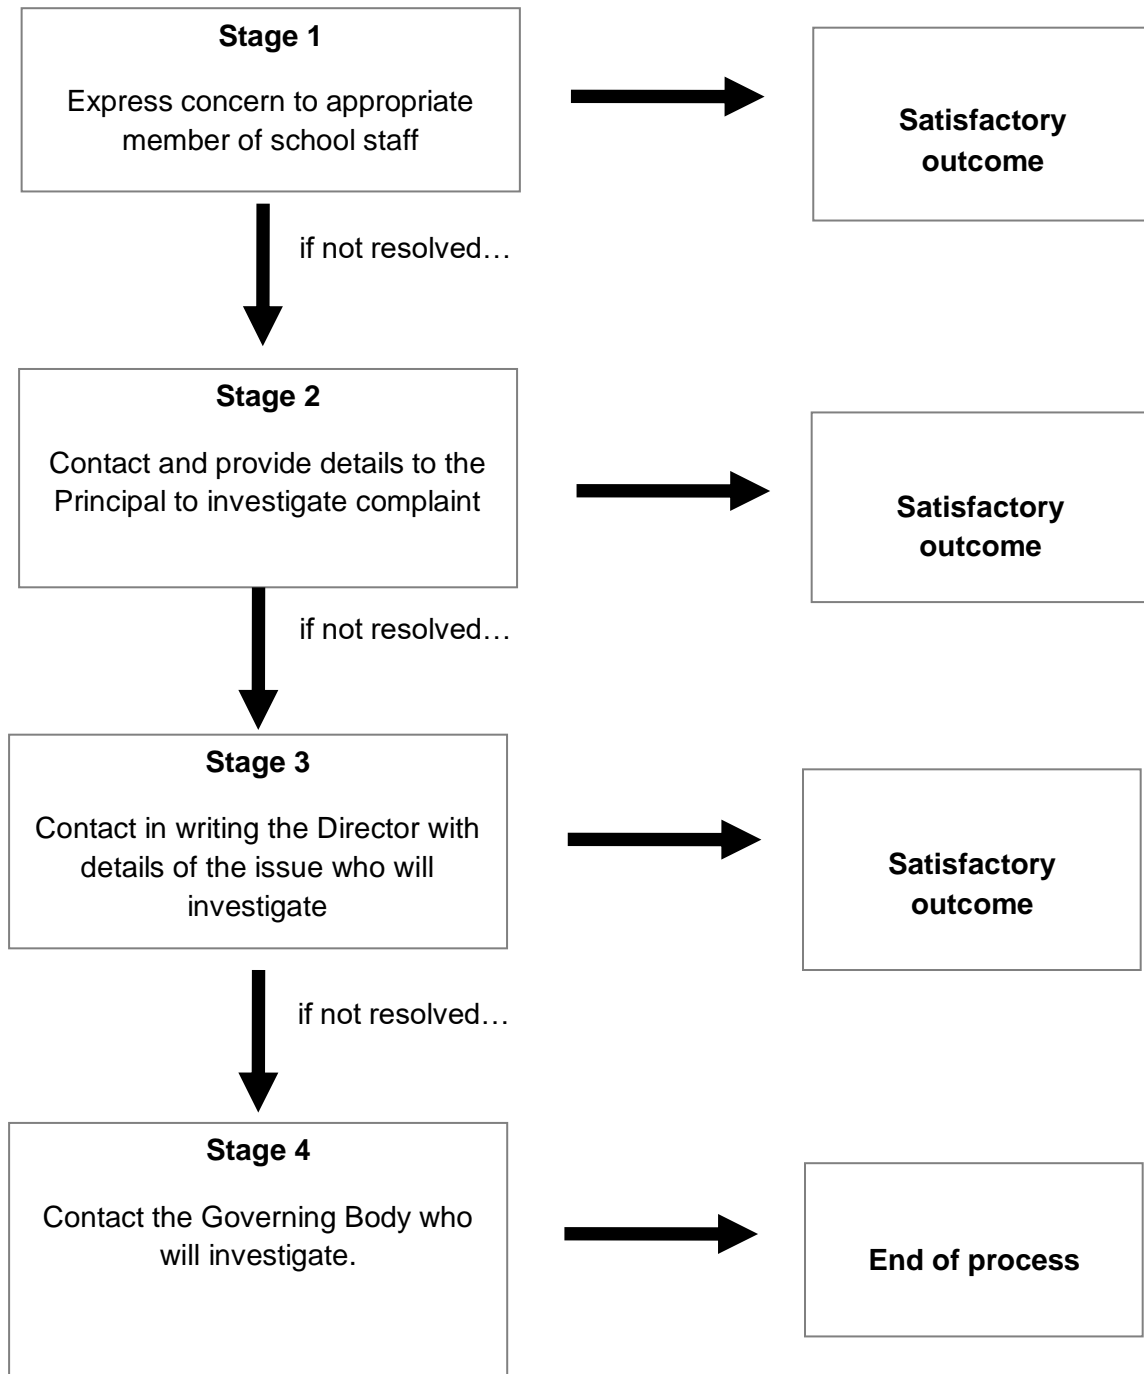 Stage 1
Express concern to appropriate
member of school staff
Satisfactory
outcome
if not resolved…
Stage 2
Contact and provide details to the
Principal to investigate complaint
Satisfactory
outcome
if not resolved…
Stage 3
Contact in writing the Director with
details of the issue who will
investigate
Satisfactory
outcome
if not resolved…
Stage 4
Contact the Governing Body who
will investigate.
End of process